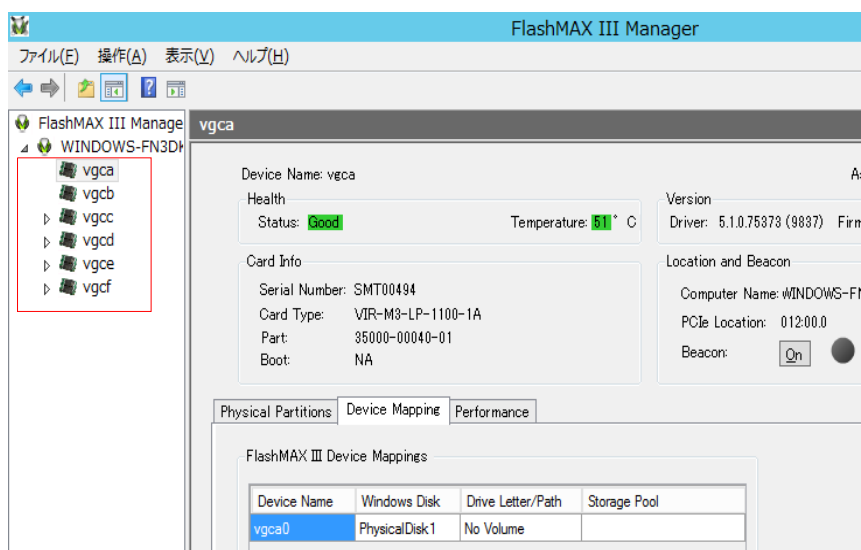 FlashMAX III Manager
ファイル(F) 操作(A) 表示(V) ヘルプ(H)
FlashMAX III Manage
WINDOWS-FN3D
vgca
vgcb
vgcc
vgcd
vgce
vgcf
vgca
Device Name: vgca
Health
Status: Good Temperature: 51 ° C
Version
Driver: 5.1.0.75373 (9837) Firm
Card Info
Serial Number: SMT00494
Card Type: VIR-M3-LP-1100-1A
Part: 35000-00040-01
Boot: NA
Location and Beacon
Computer Name: WINDOWS-FN
PCIe Location: 012:00.0
Beacon: On
Physical Partitions Device Mapping Performance
FlashMAX III Device Mappings
Device Name Windows Disk Drive Letter/Path Storage Pool
vgca0 PhysicalDisk1 No Volume